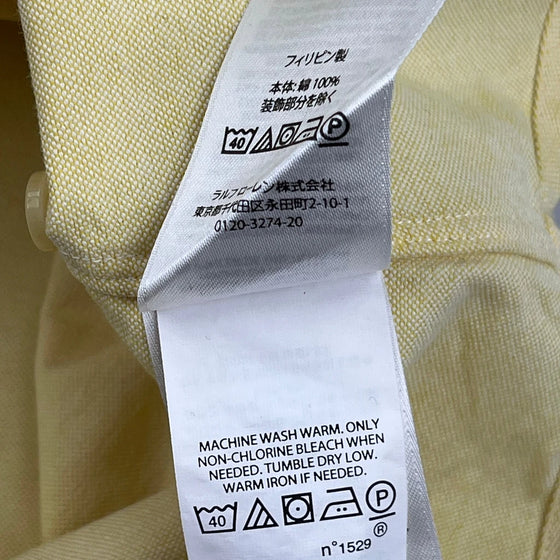 フィリピン製
本体:綿 100%
装飾部分を除く
40 P
ラルフローレン株式会社
東京都千代田区永田町2-10-1
0120-3274-20
MACHINE WASH WARM. ONLY
NON-CHLORINE BLEACH WHEN
NEEDED. TUMBLE DRY LOW.
WARM IRON IF NEEDED.
40 P
®
n°1529